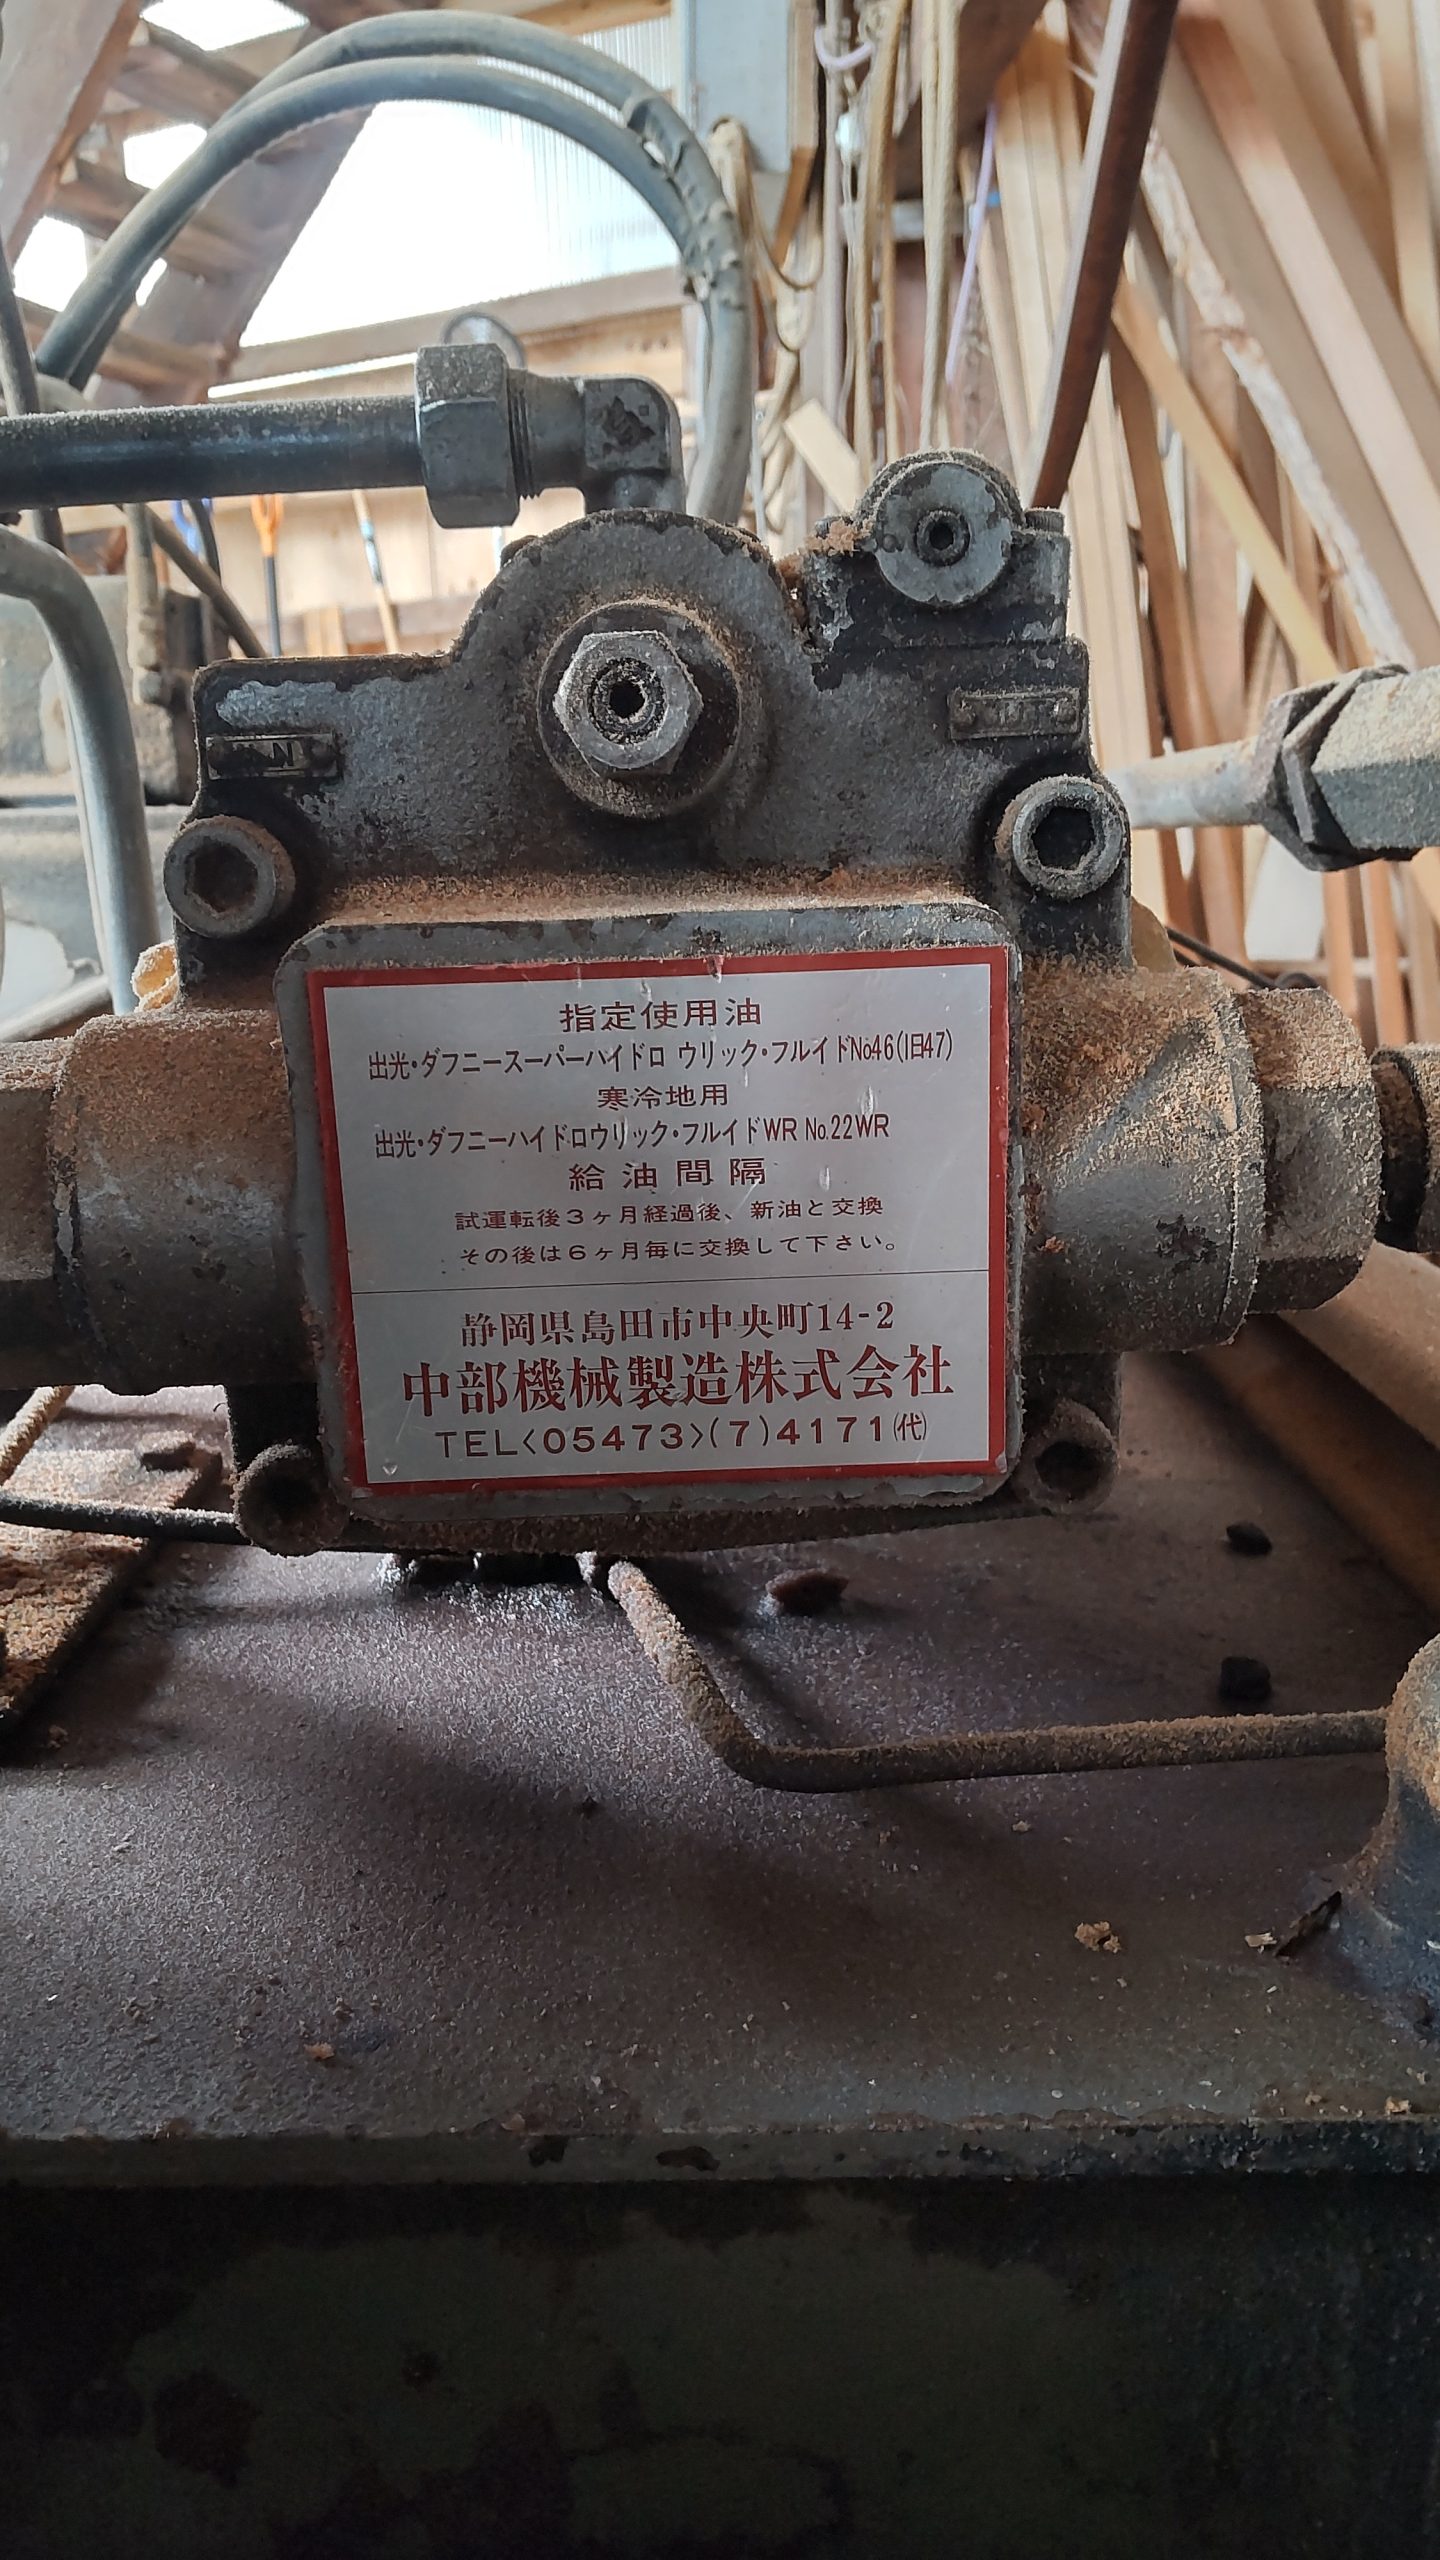 指定使用油
出光・ダフニースーパーハイドロウリック・フルイドNo46(旧47)
寒冷地用
出光・ダフニーハイドロウリック・フルイドWR No.22WR
給油間隔
試運転後3ヶ月経過後、新油と交換
その後は6ヶ月毎に交換して下さい。
静岡県島田市中央町14-2
中部機械製造株式会社
TEL<05473>(7)4171(代)